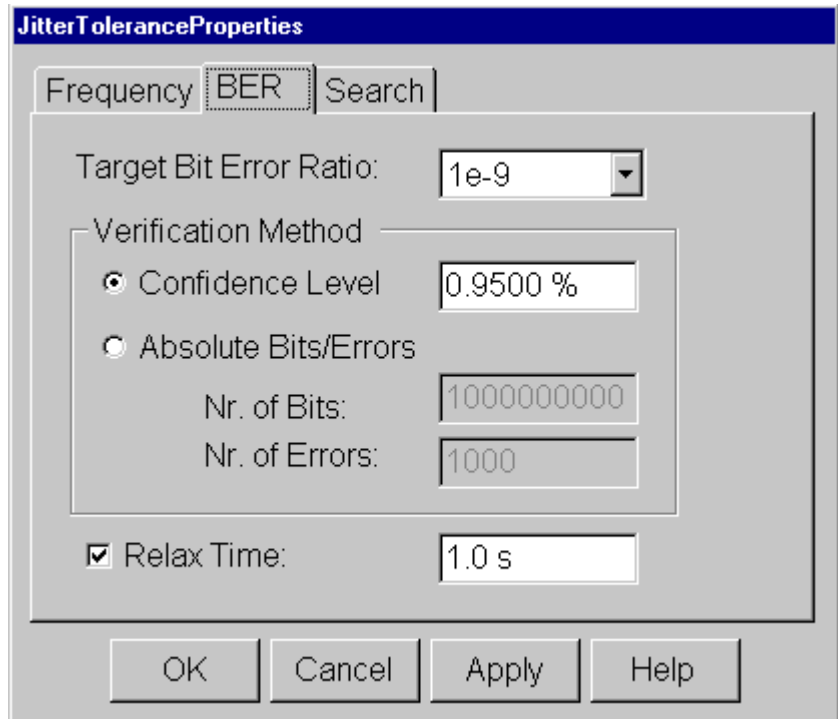 JitterToleranceProperties
Frequency BER Search
Target Bit Error Ratio: 1e-9
Verification Method
Confidence Level 0.9500 %
Absolute Bits/Errors
Nr. of Bits: 1000000000
Nr. of Errors: 1000
Relax Time: 1.0 s
OK Cancel Apply Help